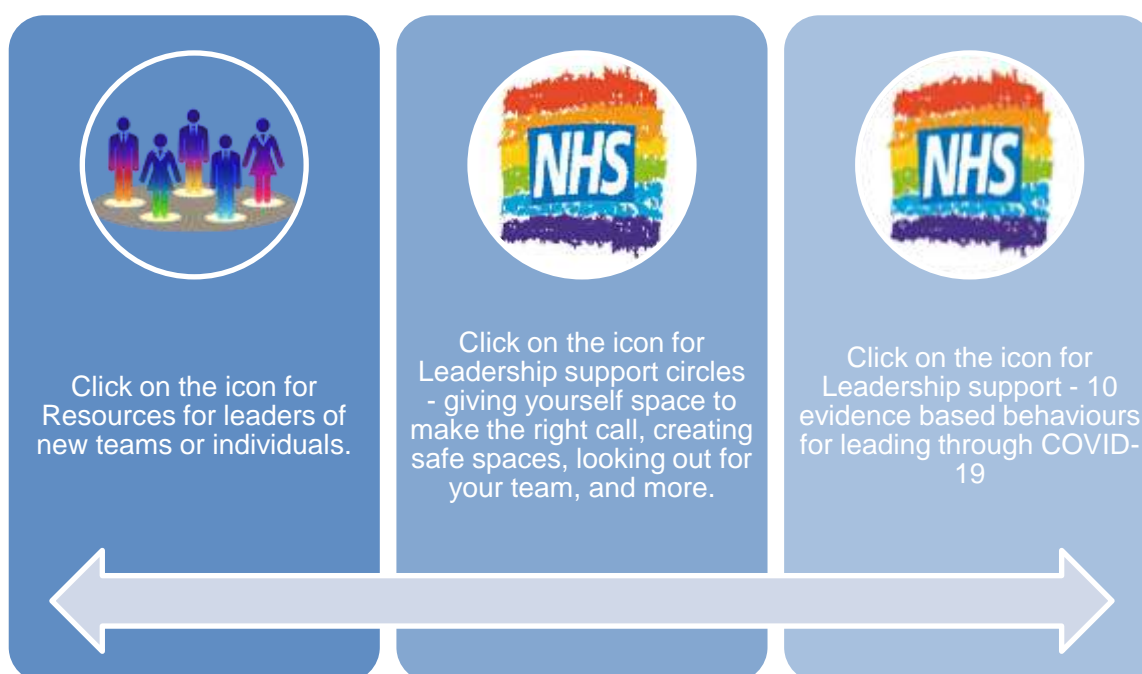 Click on the icon for
Resources for leaders of
new teams or individuals.
NHS
Click on the icon for
Leadership support circles
- giving yourself space to
make the right call, creating
safe spaces, looking out for
your team, and more.
NHS
Click on the icon for
Leadership support - 10
evidence based behaviours
for leading through COVID-
19